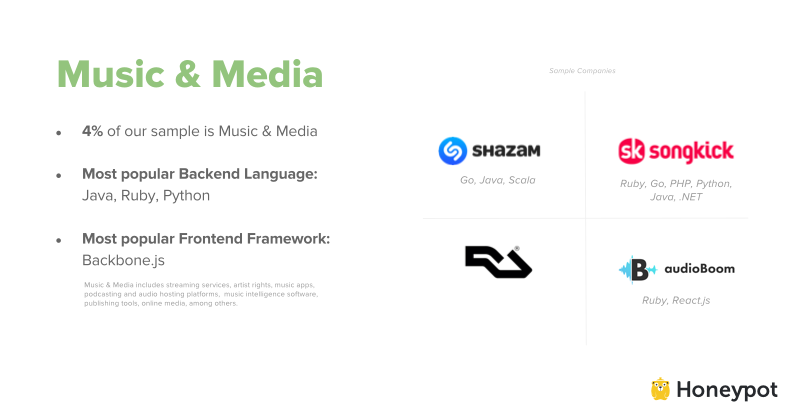 Music & Media
• 4% of our sample is Music & Media
• Most popular Backend Language:
Java, Ruby, Python
• Most popular Frontend Framework:
Backbone.js
Music & Media includes streaming services, artist rights, music apps,
podcasting and audio hosting platforms, music intelligence software,
publishing tools, online media, among others.
Sample Companies
SHAZAM
Go, Java, Scala
sk songkick
Ruby, Go, PHP, Python,
Java, .NET
®
B audioBoom
Ruby, React.js
Honeypot